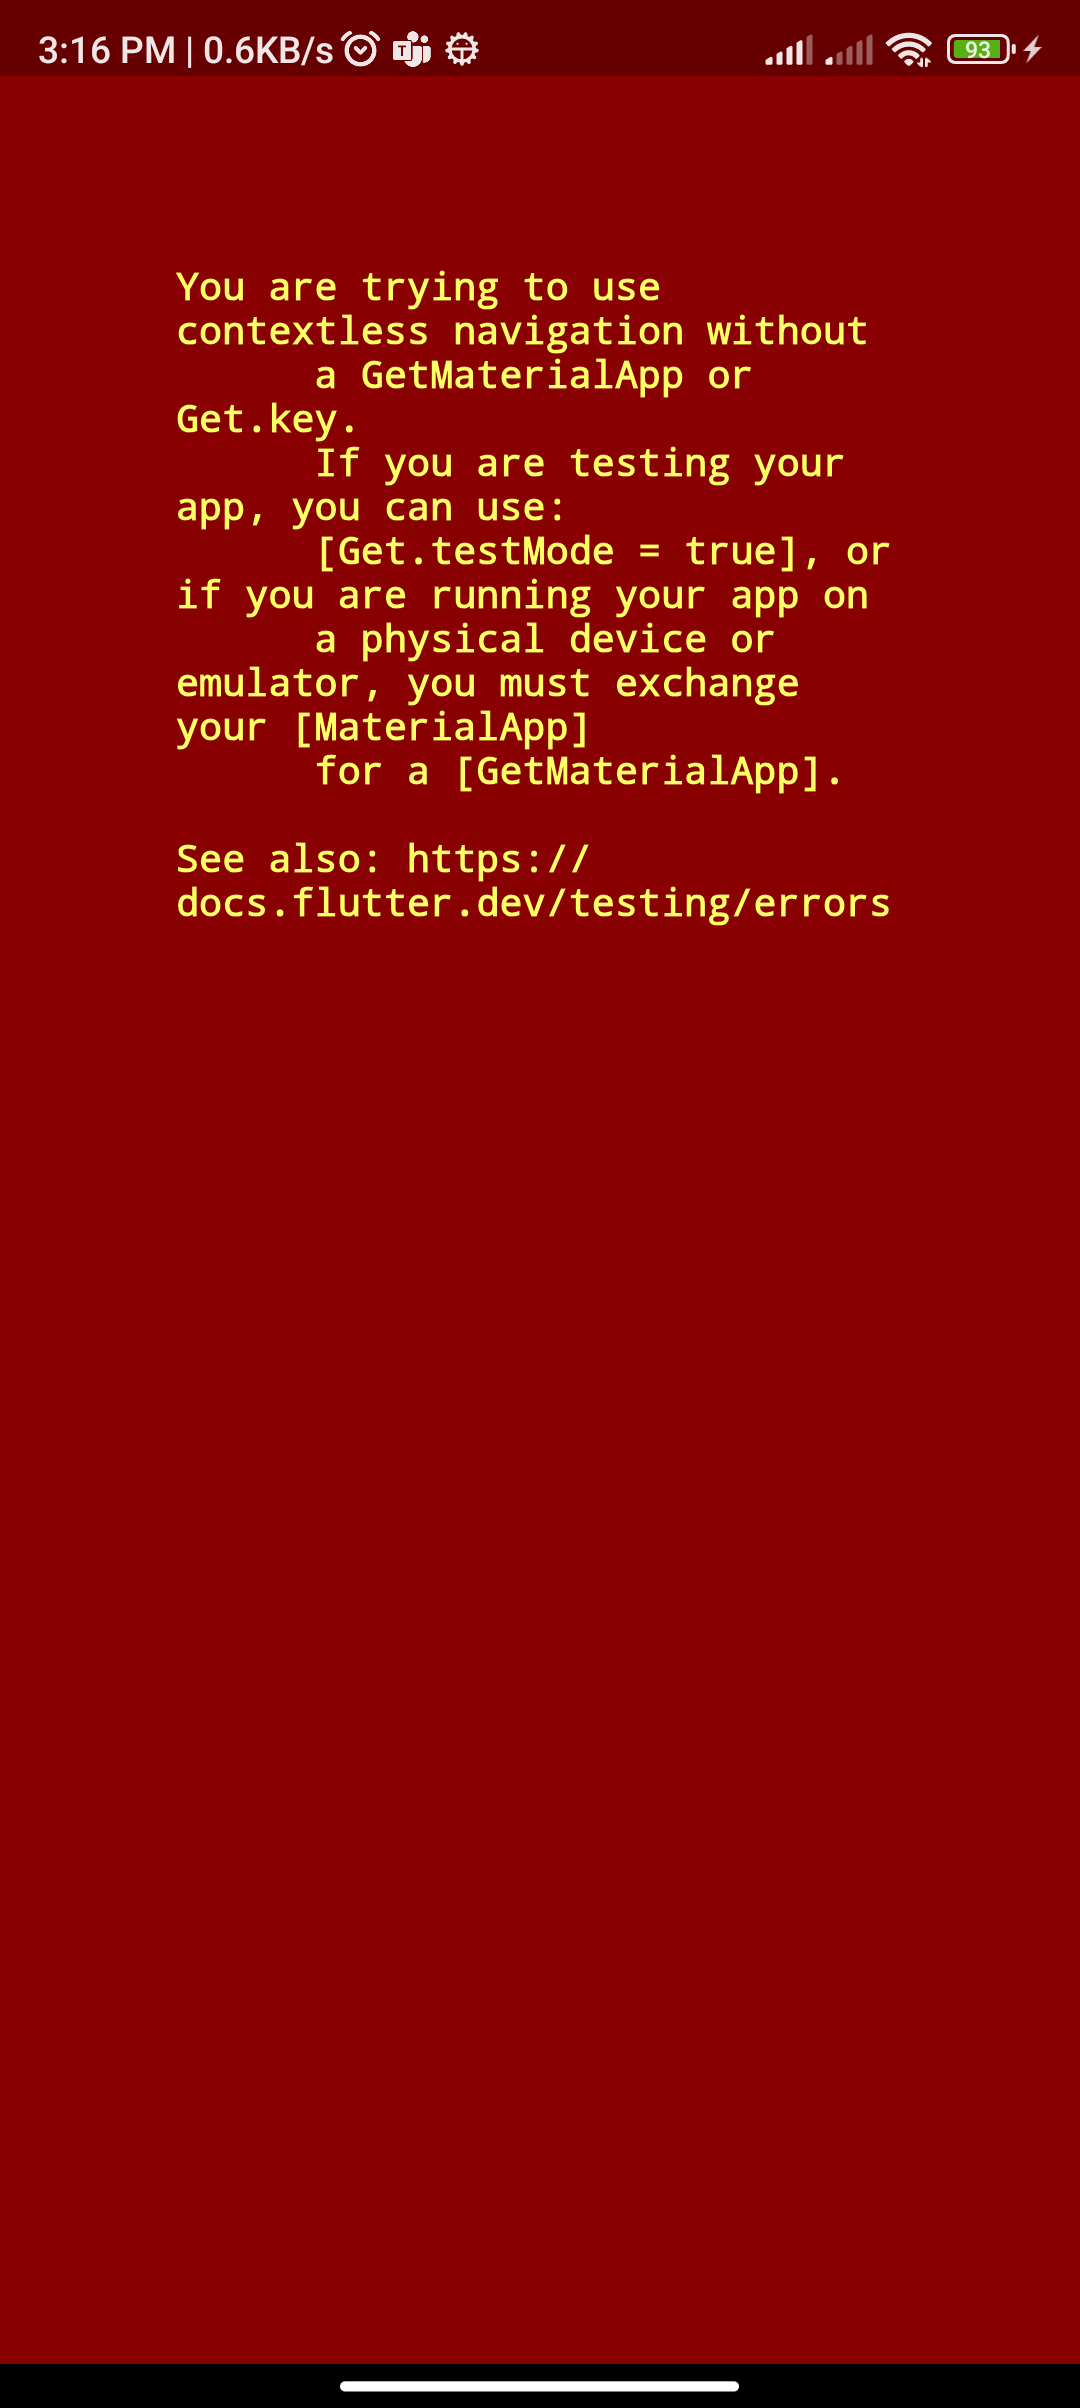 3:16 PM | 0.6KB/s
93
You are trying to use
contextless navigation without
      a GetMaterialApp or
Get.key.
      If you are testing your
app, you can use:
      [Get.testMode = true], or
if you are running your app on
      a physical device or
emulator, you must exchange
your [MaterialApp]
      for a [GetMaterialApp].

See also: https://
docs.flutter.dev/testing/errors